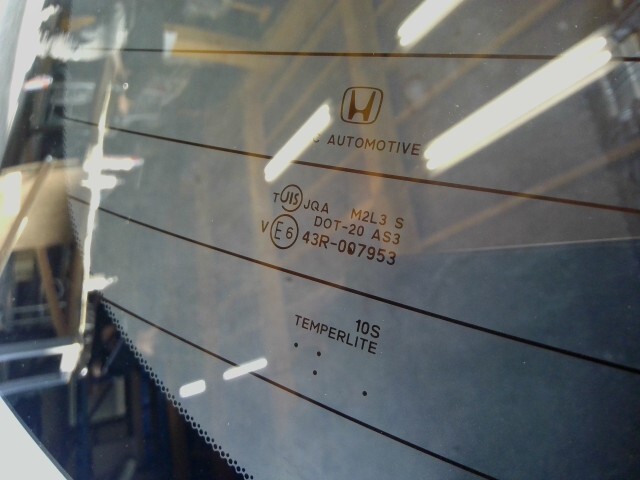 AUTOMOTIVE
T JIS JQA M2L3 S
DOT-20 AS3
V E6 43R-007953
10S
TEMPERLITE